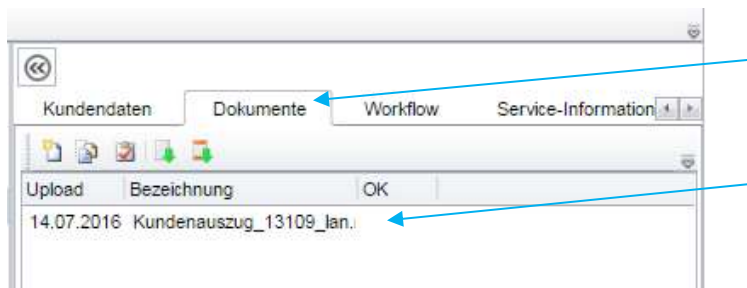 Kundendaten Dokumente Workflow Service-Information
Upload Bezeichnung OK
14.07.2016 Kundenauszug_13109_lan.